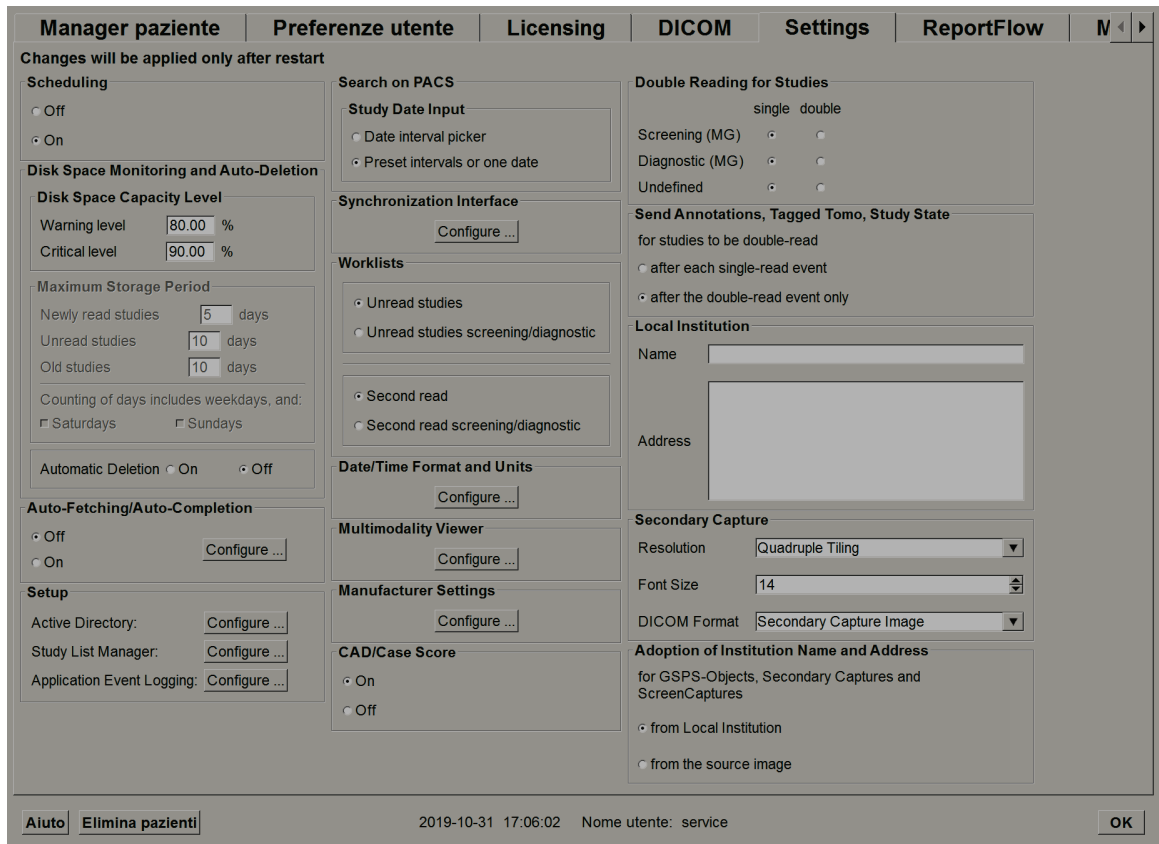 Manager paziente
Preferenze utente
Licensing
DICOM
Settings
ReportFlow
Changes will be applied only after restart
Scheduling
Off
On
Disk Space Monitoring and Auto-Deletion
Disk Space Capacity Level
Warning level 80.00 %
Critical level 90.00 %
Maximum Storage Period
Newly read studies 5 days
Unread studies 10 days
Old studies 10 days
Counting of days includes weekdays, and:
Saturdays Sundays
Automatic Deletion On Off
Auto-Fetching/Auto-Completion
Off
On
Configure ...
Setup
Active Directory: Configure ...
Study List Manager: Configure ...
Application Event Logging: Configure ...
Search on PACS
Study Date Input
Date interval picker
Preset intervals or one date
Synchronization Interface
Configure ...
Worklists
Unread studies
Unread studies screening/diagnostic
Second read
Second read screening/diagnostic
Date/Time Format and Units
Configure ...
Multimodality Viewer
Configure ...
Manufacturer Settings
Configure ...
CAD/Case Score
On
Off
Double Reading for Studies
single double
Screening (MG)
Diagnostic (MG)
Undefined
Send Annotations, Tagged Tomo, Study State
for studies to be double-read
after each single-read event
after the double-read event only
Local Institution
Name
Address
Secondary Capture
Resolution Quadruple Tiling
Font Size 14
DICOM Format Secondary Capture Image
Adoption of Institution Name and Address
for GSPS-Objects, Secondary Captures and
ScreenCaptures
from Local Institution
from the source image
Aiuto Elimina pazienti 2019-10-31 17:06:02 Nome utente: service OK